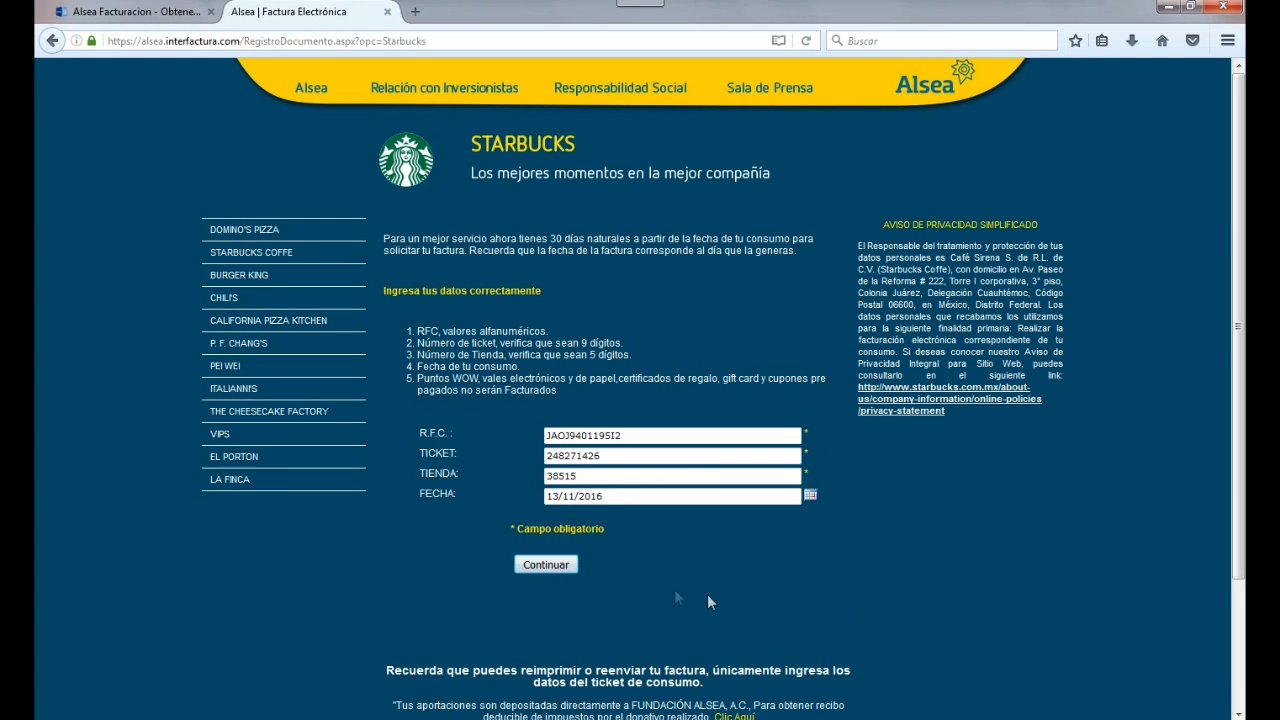 Alsea Facturacion - Obtene...
Alsea | Factura Electrónica
https://alsea.interfactura.com/RegistroDocumento.aspx?opc=Starbucks
Buscar
Alsea
Relación con Inversionistas
Responsabilidad Social
Sala de Prensa
Alsea
STARBUCKS
Los mejores momentos en la mejor compañía
DOMINO'S PIZZA
STARBUCKS COFFE
BURGER KING
CHILI'S
CALIFORNIA PIZZA KITCHEN
P. F. CHANG'S
PEI WEI
ITALIANNI'S
THE CHEESECAKE FACTORY
VIPS
EL PORTON
LA FINCA
Para un mejor servicio ahora tienes 30 días naturales a partir de la fecha de tu consumo para
solicitar tu factura. Recuerda que la fecha de la factura corresponde al día que la generas.
Ingresa tus datos correctamente
1. RFC, valores alfanuméricos.
2. Número de ticket, verifica que sean 9 dígitos.
3. Número de Tienda, verifica que sean 5 dígitos.
4. Fecha de tu consumo.
5. Puntos WOW, vales electrónicos y de papel,certificados de regalo, gift card y cupones pre
pagados no serán Facturados
R.F.C. : JAOJ9401195I2 *
TICKET: 248271426 *
TIENDA: 38515 *
FECHA: 13/11/2016
* Campo obligatorio
Continuar
Recuerda que puedes reimprimir o reenviar tu factura, únicamente ingresa los
datos del ticket de consumo.
"Tus aportaciones son depositadas directamente a FUNDACIÓN ALSEA, A.C., Para obtener recibo
deducible de impuestos por el donativo realizado Clic Aquí
AVISO DE PRIVACIDAD SIMPLIFICADO
El Responsable del tratamiento y protección de tus
datos personales es Café Sirena S. de R.L. de
C.V. (Starbucks Coffe), con domicilio en Av. Paseo
de la Reforma # 222, Torre I corporativa, 3° piso,
Colonia Juárez, Delegación Cuauhtémoc, Código
Postal 06600, en México, Distrito Federal. Los
datos personales que recabamos los utilizamos
para la siguiente finalidad primaria: Realizar la
facturación electrónica correspondiente de tu
consumo. Si deseas conocer nuestro Aviso de
Privacidad Integral para Sitio Web, puedes
consultarlo en el siguiente link:
http://www.starbucks.com.mx/about-
us/company-information/online-policies
/privacy-statement